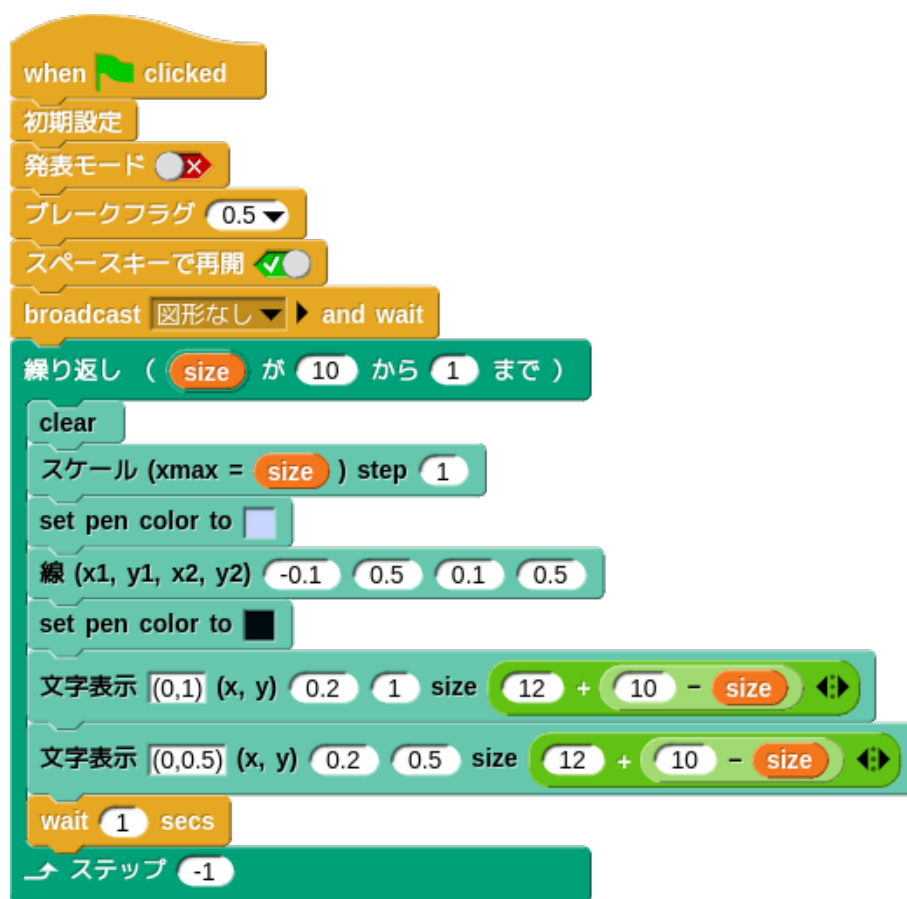 when clicked
初期設定
発表モード
ブレークフラグ 0.5
スペースキーで再開
broadcast 図形なし and wait
繰り返し ( size が 10 から 1 まで )
clear
スケール (xmax = size ) step 1
set pen color to
線 (x1, y1, x2, y2) -0.1 0.5 0.1 0.5
set pen color to
文字表示 (0,1) (x, y) 0.2 1 size 12 + 10 − size
文字表示 (0,0.5) (x, y) 0.2 0.5 size 12 + 10 − size
wait 1 secs
ステップ -1